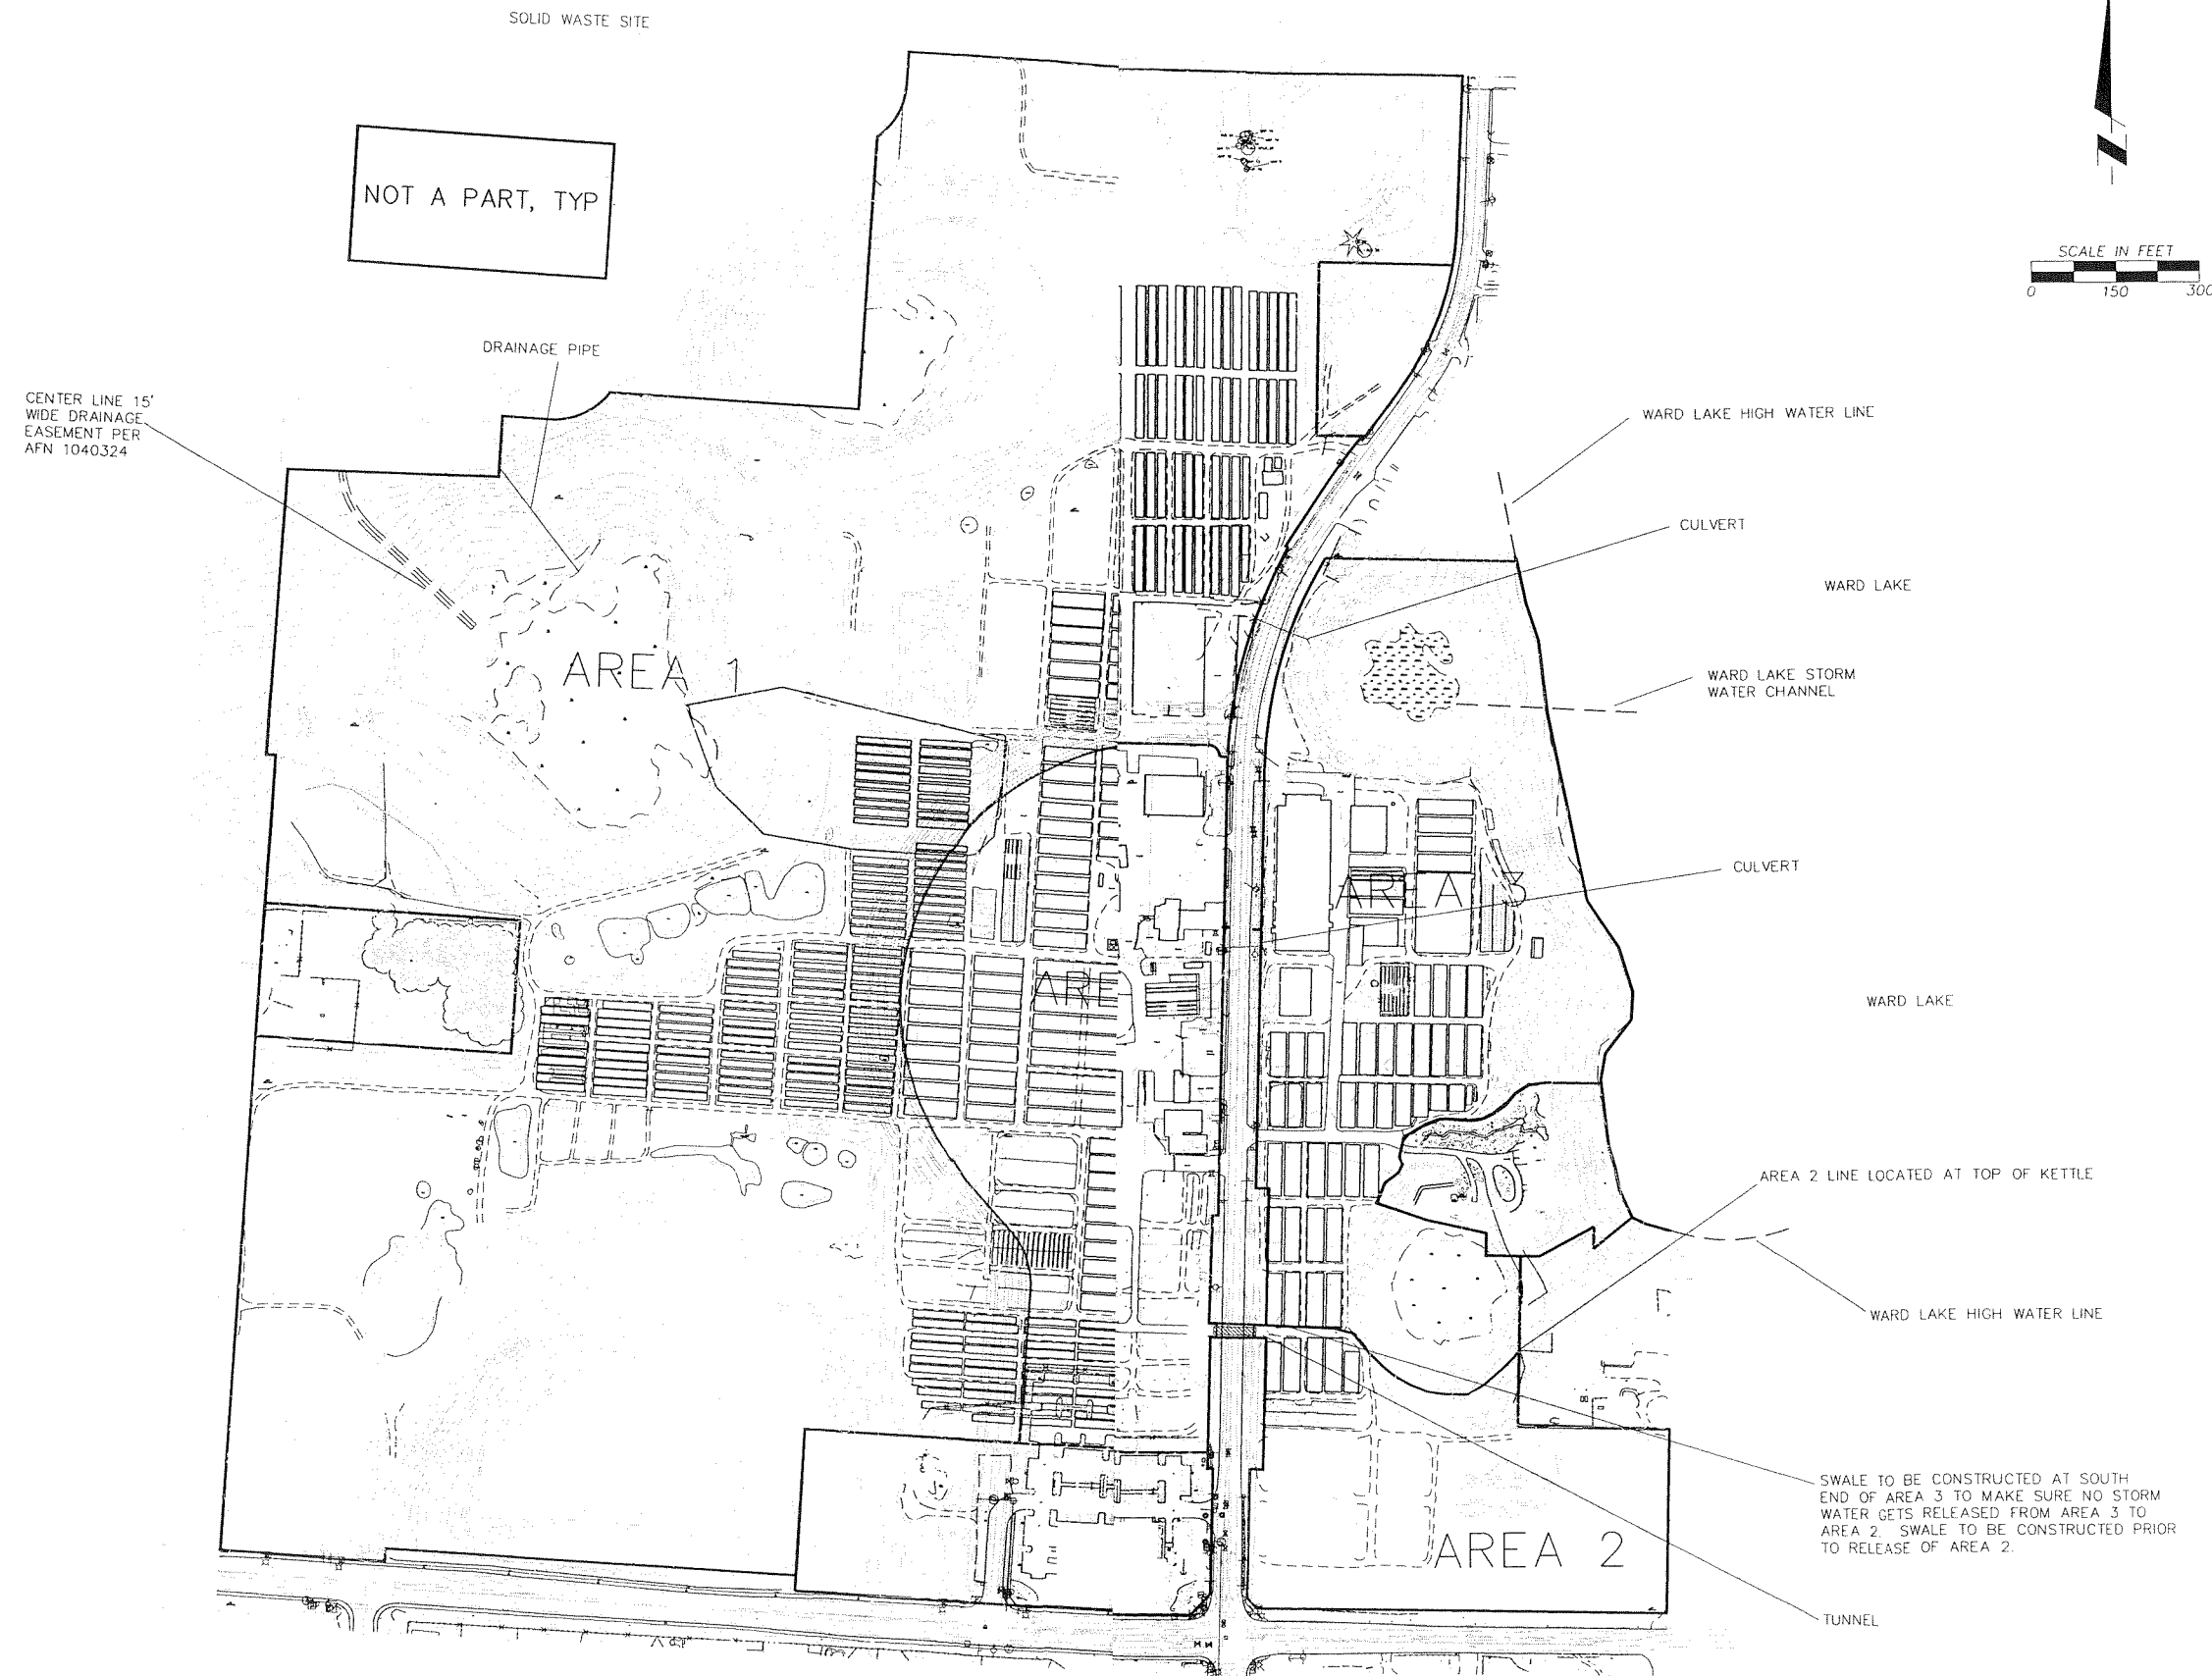 SOLID WASTE SITE
NOT A PART, TYP
SCALE IN FEET
0 150 300
DRAINAGE PIPE
CENTER LINE 15'
WIDE DRAINAGE
EASEMENT PER
AFN 1040324
WARD LAKE HIGH WATER LINE
CULVERT
WARD LAKE
AREA 1
WARD LAKE STORM
WATER CHANNEL
CULVERT
AREA 3
ARE
WARD LAKE
AREA 2 LINE LOCATED AT TOP OF KETTLE
WARD LAKE HIGH WATER LINE
SWALE TO BE CONSTRUCTED AT SOUTH
END OF AREA 3 TO MAKE SURE NO STORM
WATER GETS RELEASED FROM AREA 3 TO
AREA 2. SWALE TO BE CONSTRUCTED PRIOR
TO RELEASE OF AREA 2.
AREA 2
TUNNEL